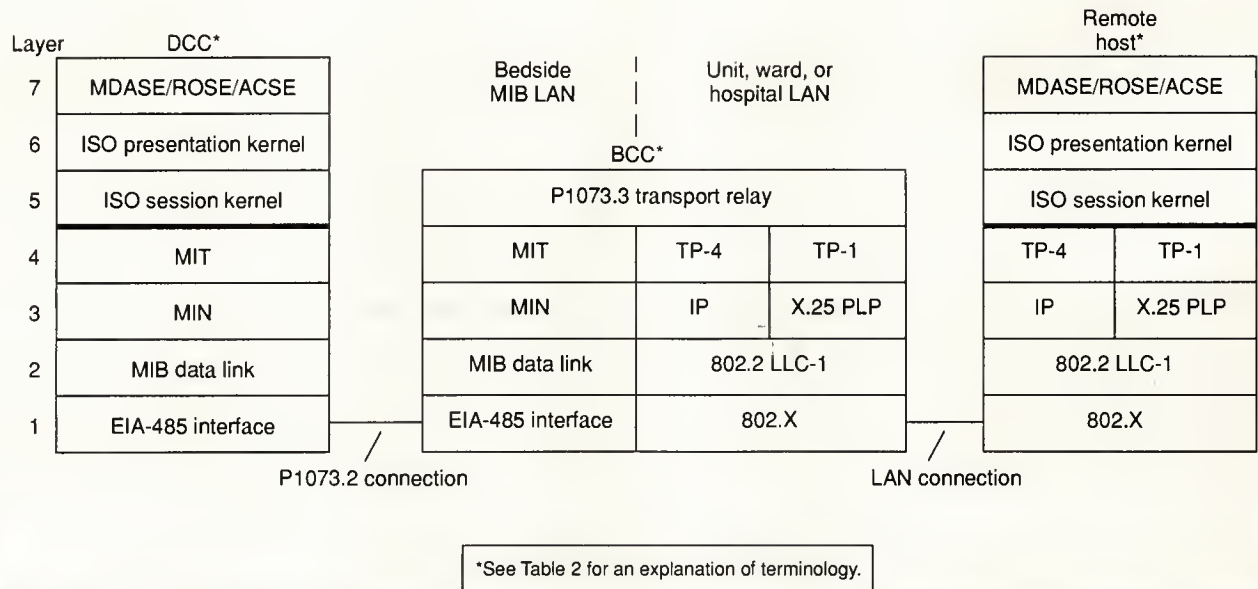 Layer
DCC*
7 MDASE/ROSE/ACSE
6 ISO presentation kernel
5 ISO session kernel
4 MIT
3 MIN
2 MIB data link
1 EIA-485 interface
P1073.2 connection
Bedside
MIB LAN
Unit, ward, or
hospital LAN
BCC*
P1073.3 transport relay
MIT TP-4 TP-1
MIN IP X.25 PLP
MIB data link 802.2 LLC-1
EIA-485 interface 802.X
LAN connection
Remote
host*
MDASE/ROSE/ACSE
ISO presentation kernel
ISO session kernel
TP-4 TP-1
IP X.25 PLP
802.2 LLC-1
802.X
*See Table 2 for an explanation of terminology.